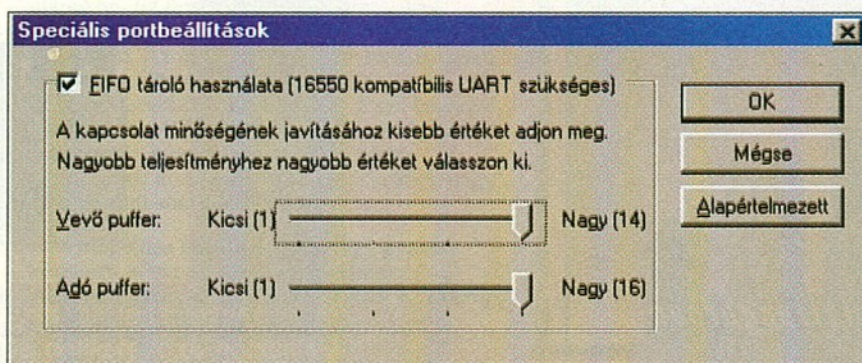 Speciális portbeállítások
FIFO tároló használata (16550 kompatíbilis UART szükséges)
A kapcsolat minőségének javításához kisebb értéket adjon meg.
Nagyobb teljesítményhez nagyobb értéket válasszon ki.
Vevő puffer: Kicsi (1) Nagy (14)
Adó puffer: Kicsi (1) Nagy (16)
OK
Mégse
Alapértelmezett